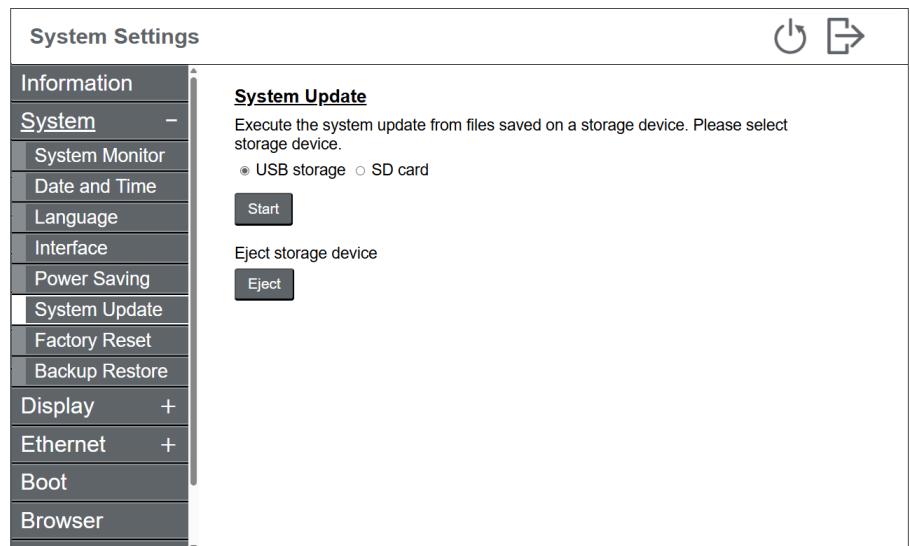 System Settings
Information
System −
System Monitor
Date and Time
Language
Interface
Power Saving
System Update
Factory Reset
Backup Restore
Display +
Ethernet +
Boot
Browser
System Update
Execute the system update from files saved on a storage device. Please select
storage device.
USB storage SD card
Start
Eject storage device
Eject